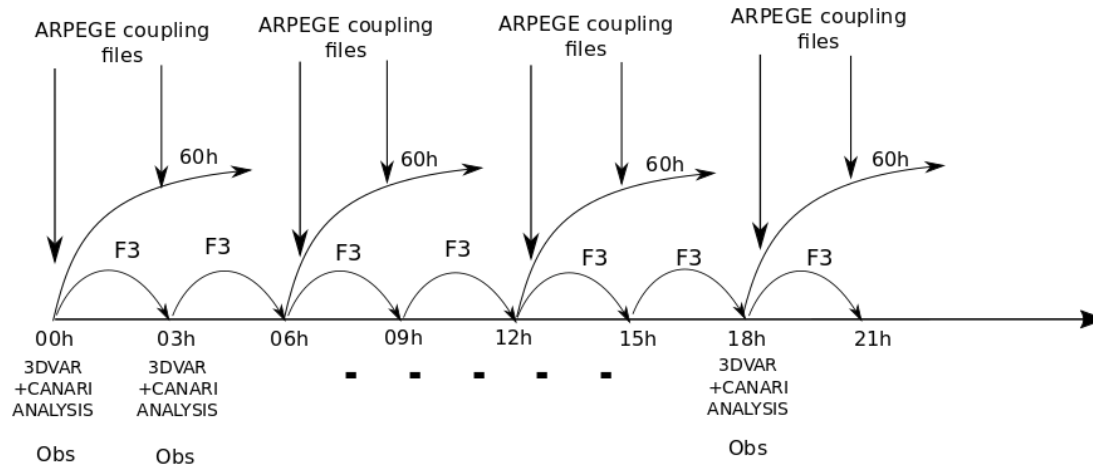 ARPEGE coupling
files
ARPEGE coupling
files
ARPEGE coupling
files
ARPEGE coupling
files
60h
60h
60h
60h
F3
F3
F3
F3
F3
F3
F3
00h
03h
06h
09h
12h
15h
18h
21h
3DVAR
+CANARI
ANALYSIS
3DVAR
+CANARI
ANALYSIS
3DVAR
+CANARI
ANALYSIS
Obs
Obs
Obs